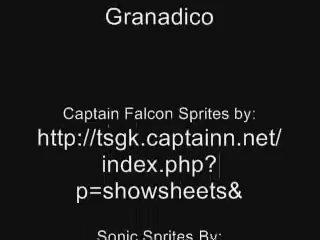 Granadico
Captain Falcon Sprites by:
http://tsgk.captainn.net/
index.php?
p=showsheets&
Sonic Sprites By: